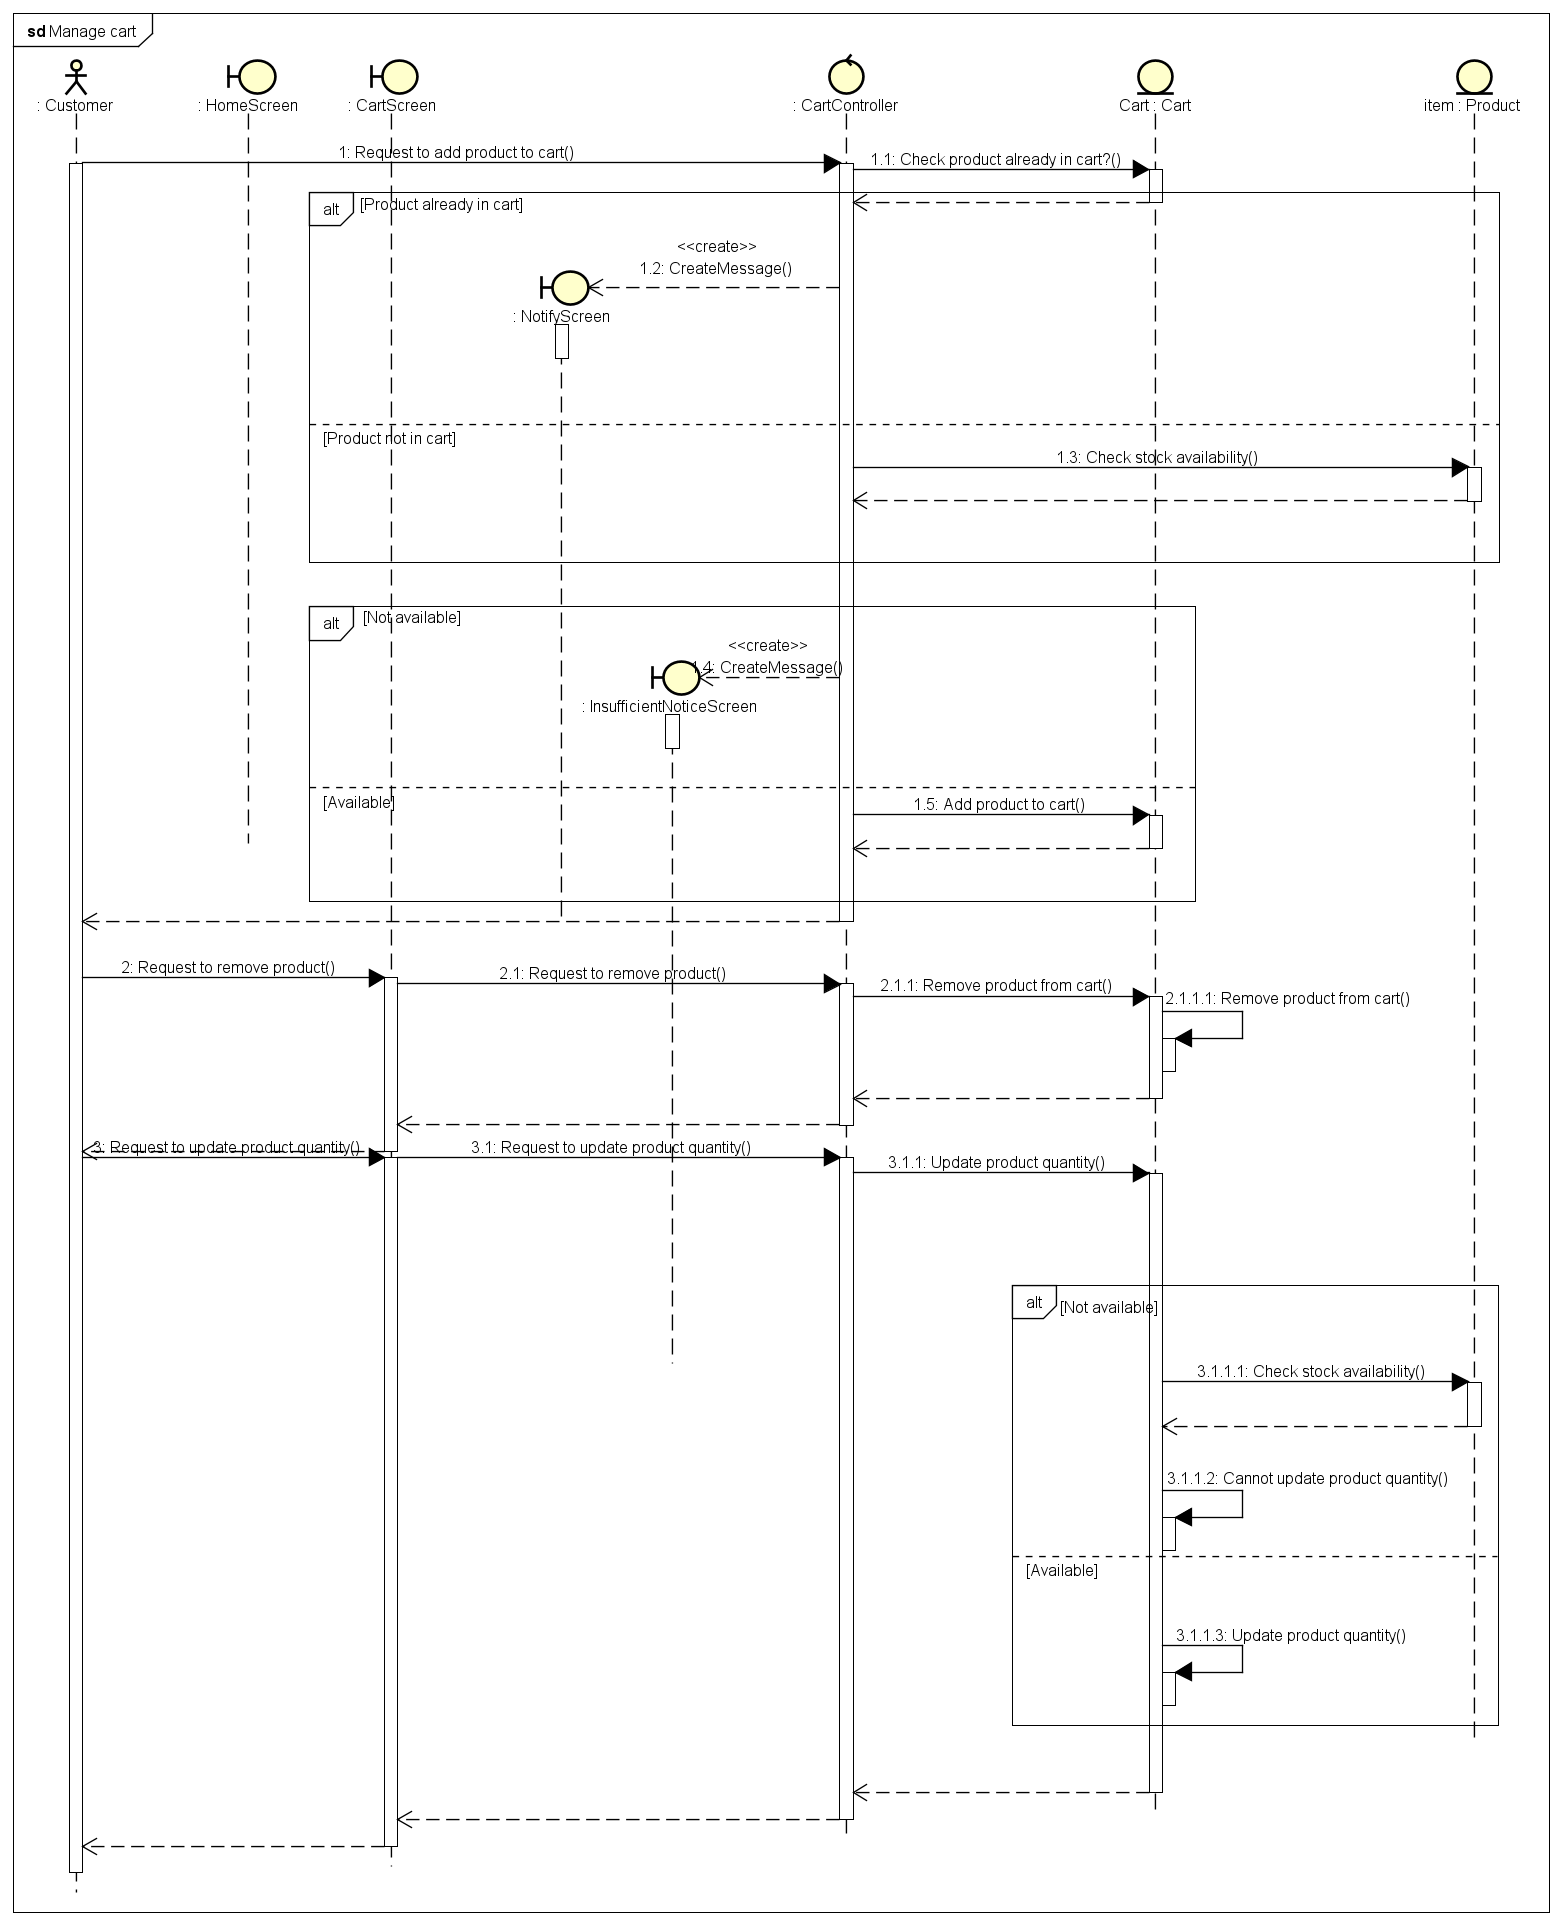 sd Manage cart
: Customer
: HomeScreen
: CartScreen
: CartController
Cart : Cart
item : Product
1: Request to add product to cart()
1.1: Check product already in cart?()
alt
[Product already in cart]
<<create>>
1.2: CreateMessage()
: NotifyScreen
[Product not in cart]
1.3: Check stock availability()
alt
[Not available]
<<create>>
1.4: CreateMessage()
: InsufficientNoticeScreen
[Available]
1.5: Add product to cart()
2: Request to remove product()
2.1: Request to remove product()
2.1.1: Remove product from cart()
2.1.1.1: Remove product from cart()
3: Request to update product quantity()
3.1: Request to update product quantity()
3.1.1: Update product quantity()
alt
[Not available]
3.1.1.1: Check stock availability()
3.1.1.2: Cannot update product quantity()
[Available]
3.1.1.3: Update product quantity()